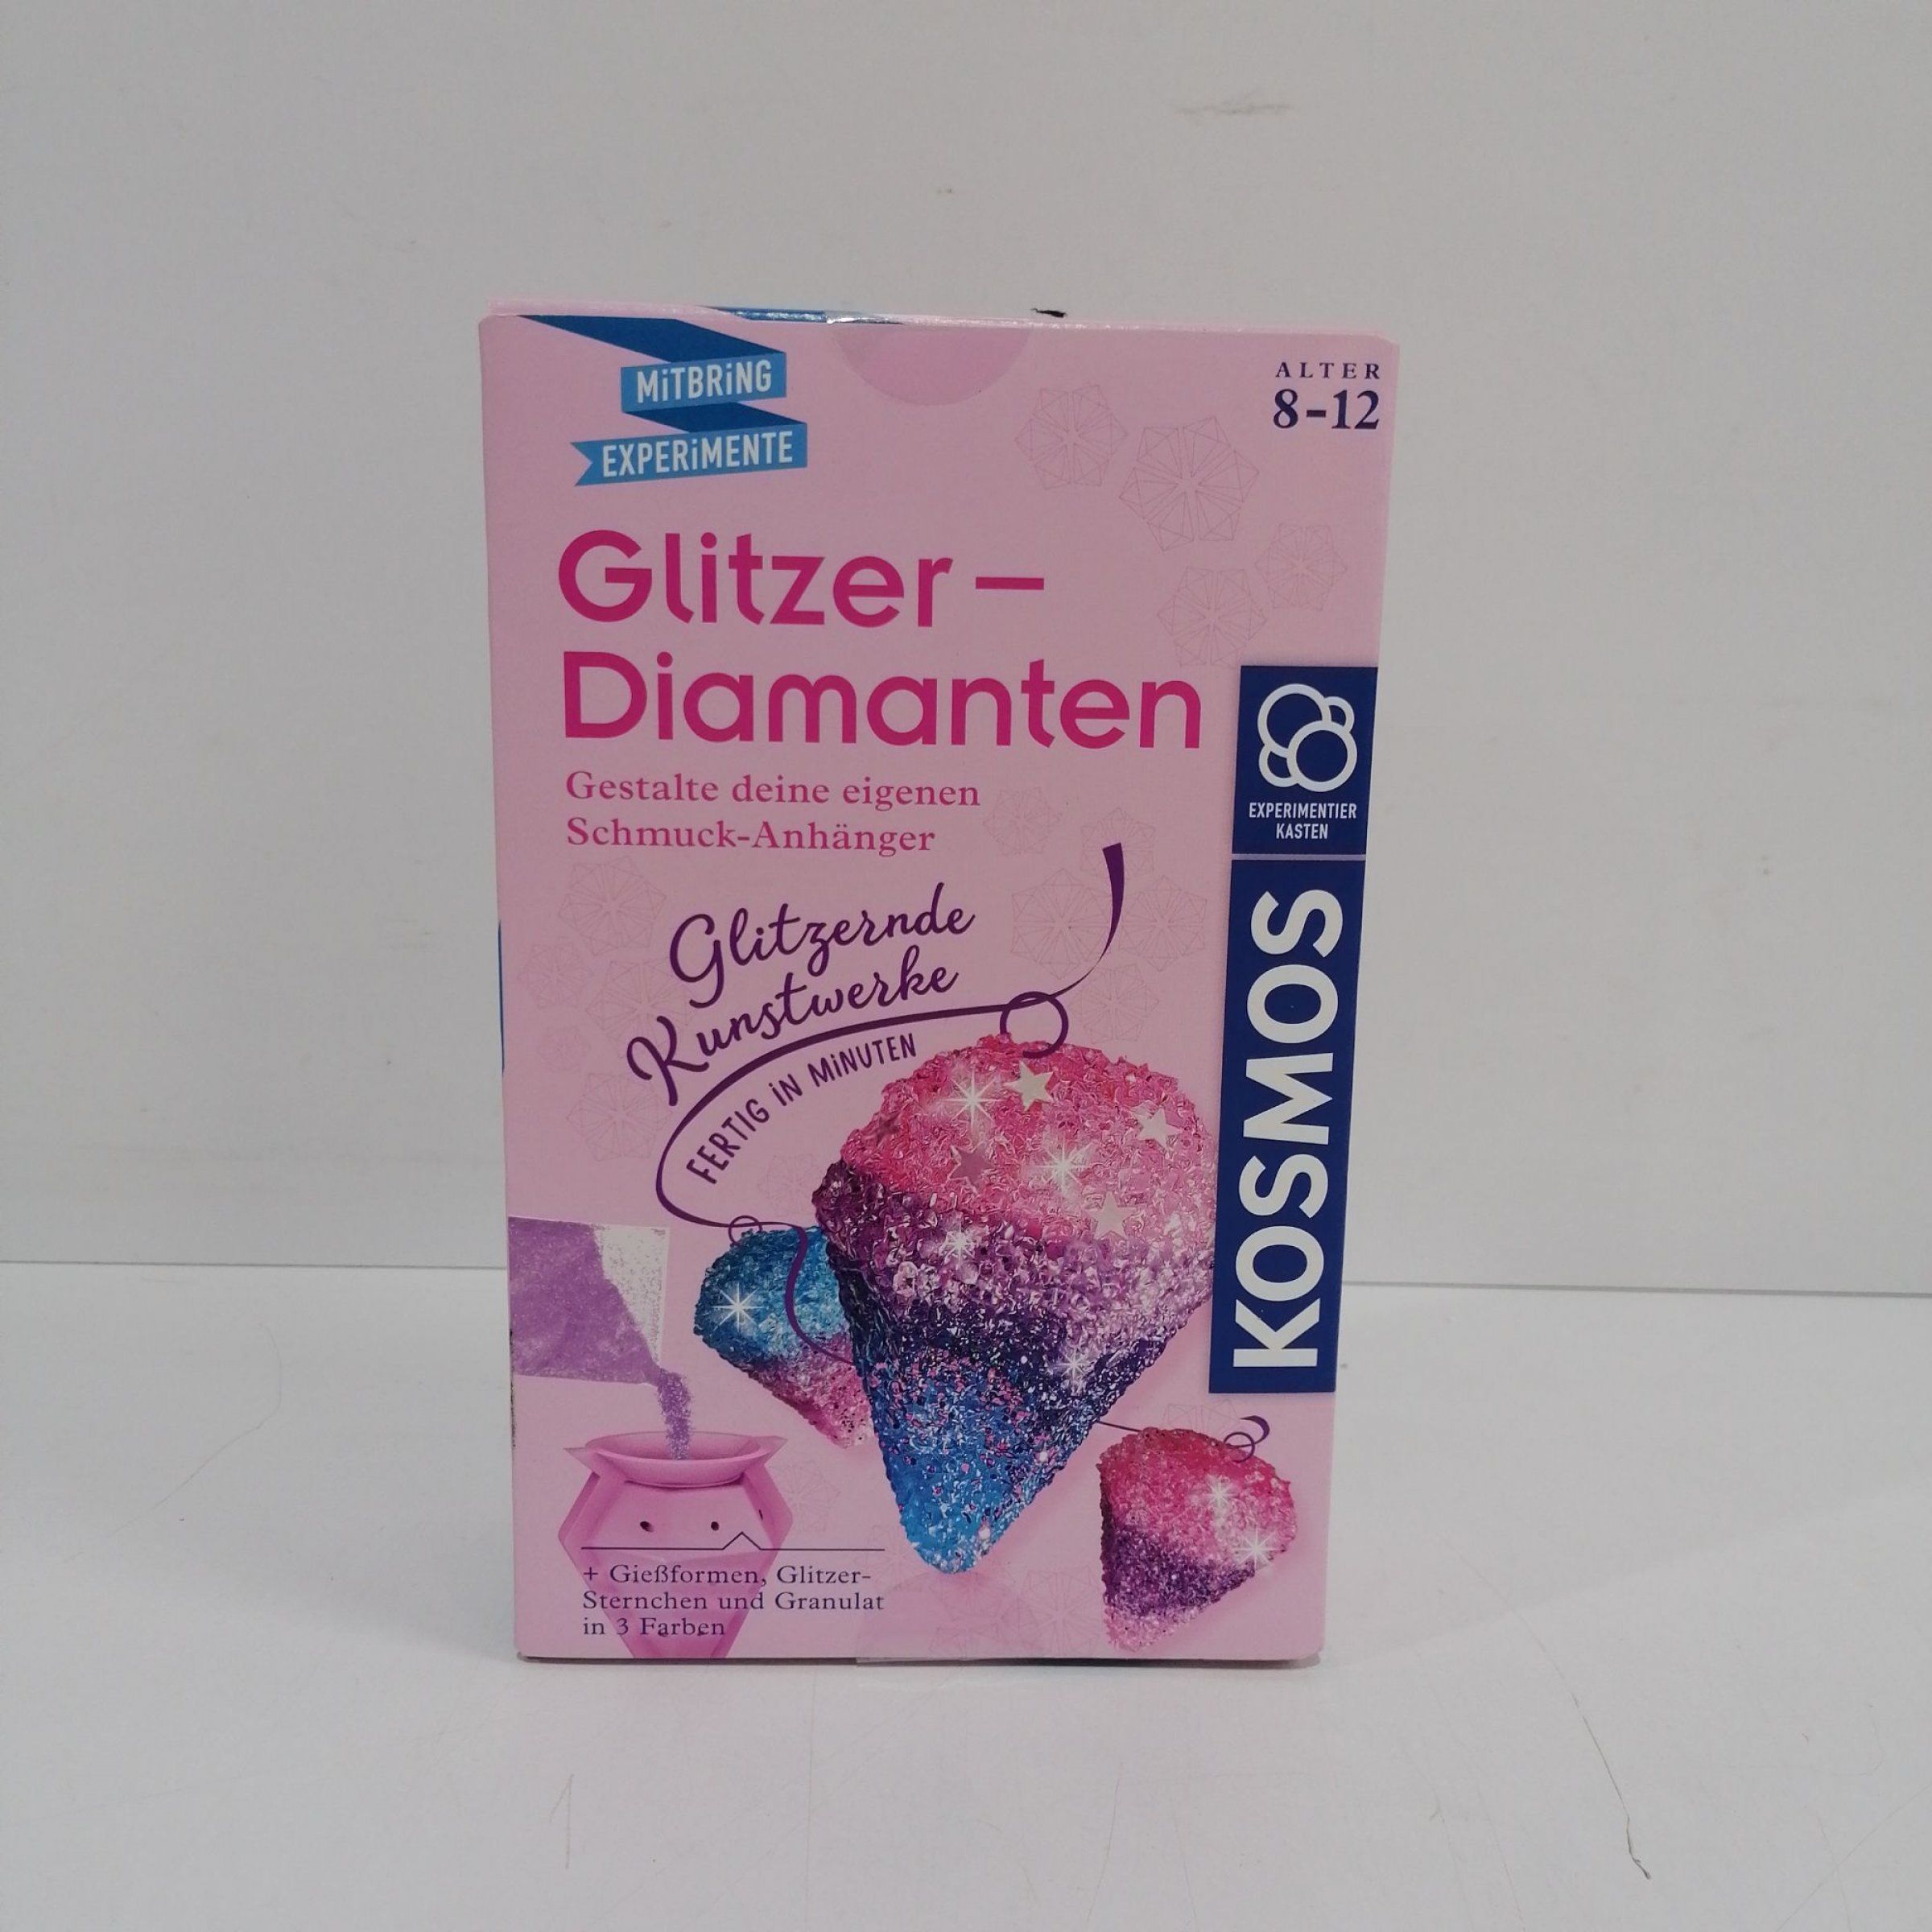 MiTBRiNG
EXPERiMENTE
ALTER
8-12
Glitzer-
Diamanten
Gestalte deine eigenen
Schmuck-Anhänger
Glitzernde
Kunstwerke
FERTIG iN MiNUTEN
EXPERIMENTIER
KASTEN
KOSMOS
+ Gießformen, Glitzer-
Sternchen und Granulat
in 3 Farben